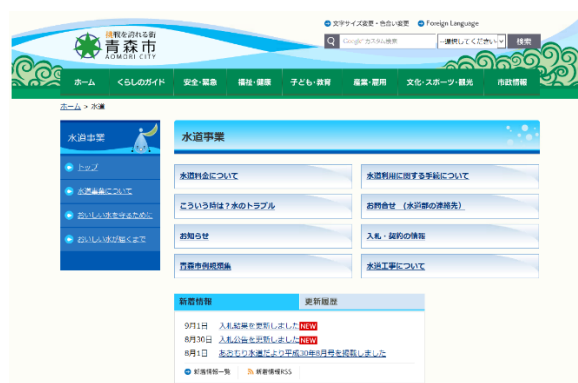 文字サイズ変更・色合い変更 Foreign Language
緑を誇れる街
青森市
AOMORI CITY
Google カスタム検索 --選択してください-- 検索
ホーム くらしのガイド 安全・緊急 福祉・健康 子ども・教育 産業・雇用 文化・スポーツ・観光 市政情報
ホーム > 水道
水道事業
トップ
水道事業について
おいしい水を守るために
おいしい水が届くまで
水道事業
水道料金について 水道利用に関する手続について
こういう時は？水のトラブル お問合せ （水道部の連絡先）
お知らせ 入札・契約の情報
青森市例規類集 水道工事について
新着情報 更新履歴
9月1日 入札結果を更新しましたNEW
8月30日 入札公告を更新しましたNEW
8月1日 あおもり水道だより平成30年8月号を掲載しました
新着情報一覧 新着情報RSS